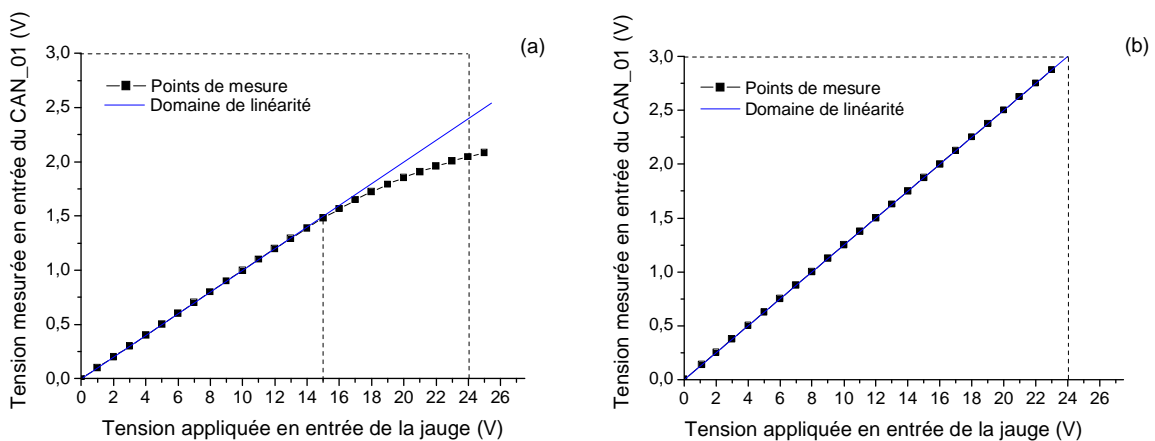 (a)
Tension mesurée en entrée du CAN_01 (V)
3,0
2,5
2,0
1,5
1,0
0,5
0,0
Points de mesure
Domaine de linéarité
0 2 4 6 8 10 12 14 16 18 20 22 24 26
Tension appliquée en entrée de la jauge (V)
(b)
Tension mesurée en entrée du CAN_01 (V)
3,0
2,5
2,0
1,5
1,0
0,5
0,0
Points de mesure
Domaine de linéarité
0 2 4 6 8 10 12 14 16 18 20 22 24 26
Tension appliquée en entrée de la jauge (V)